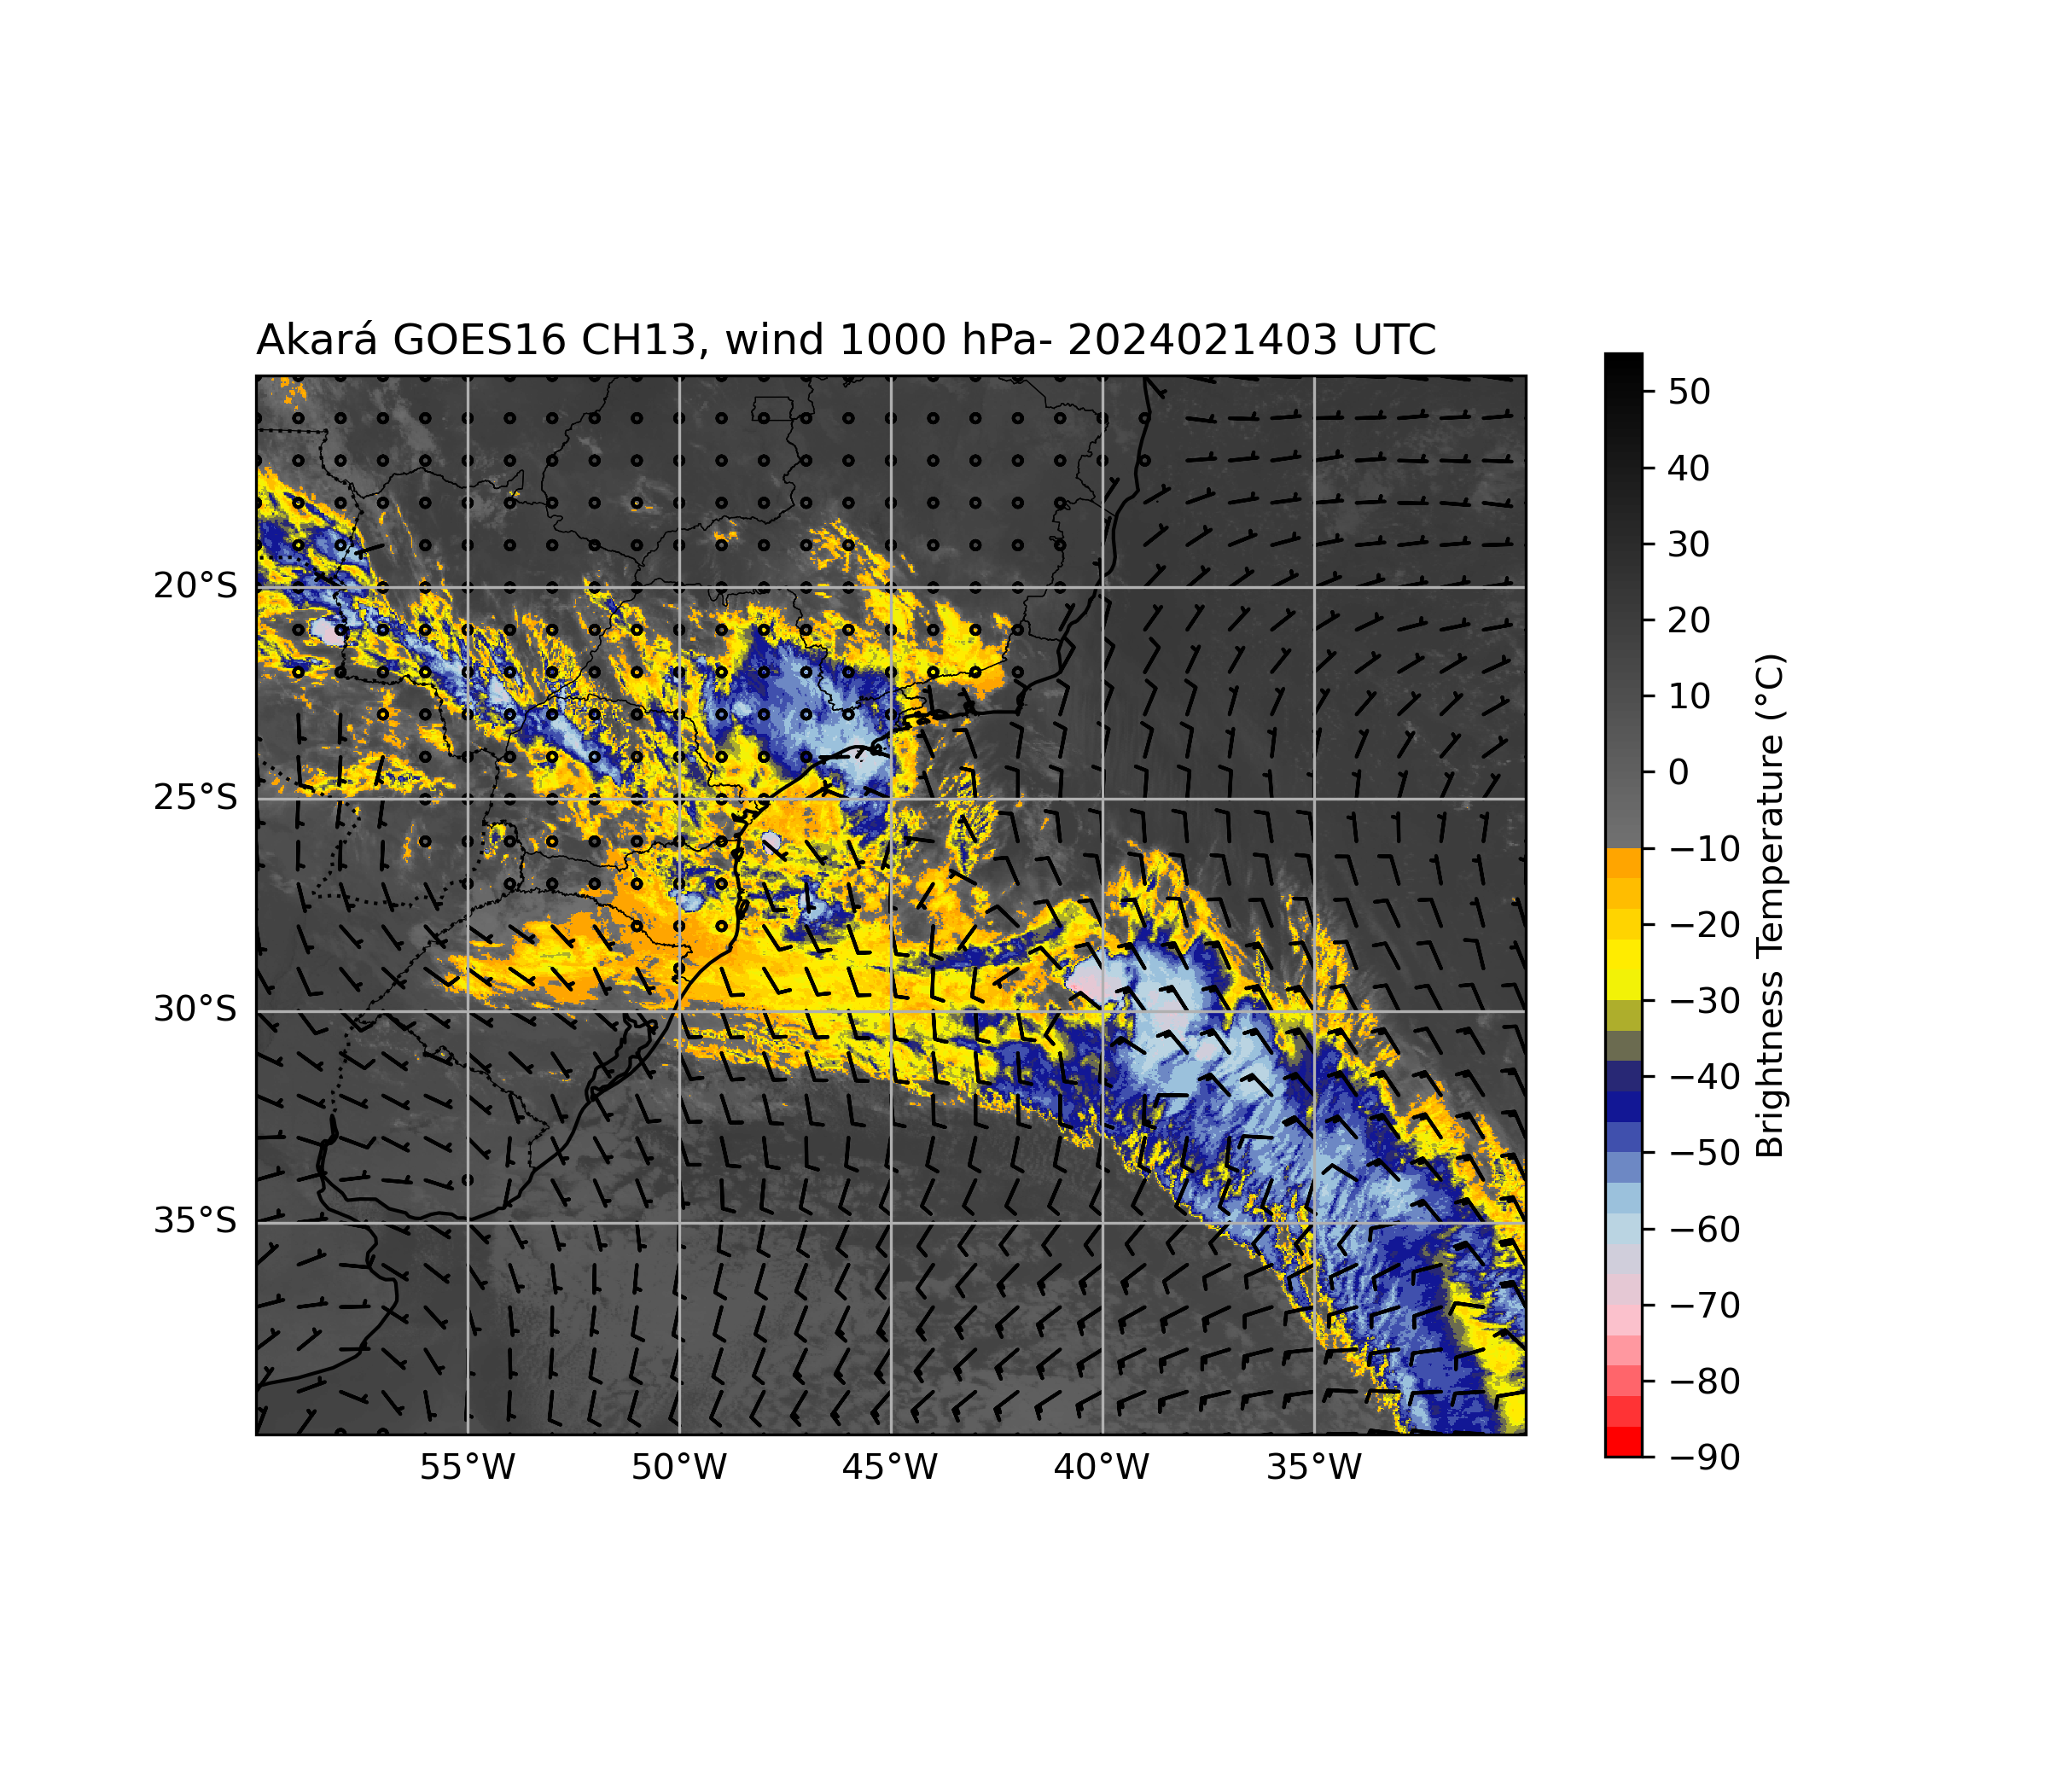 Akará GOES16 CH13, wind 1000 hPa- 2024021403 UTC
20°S
25°S
30°S
35°S
55°W
50°W
45°W
40°W
35°W
50
40
30
20
10
0
−10
−20
−30
−40
−50
−60
−70
−80
−90
Brightness Temperature (°C)